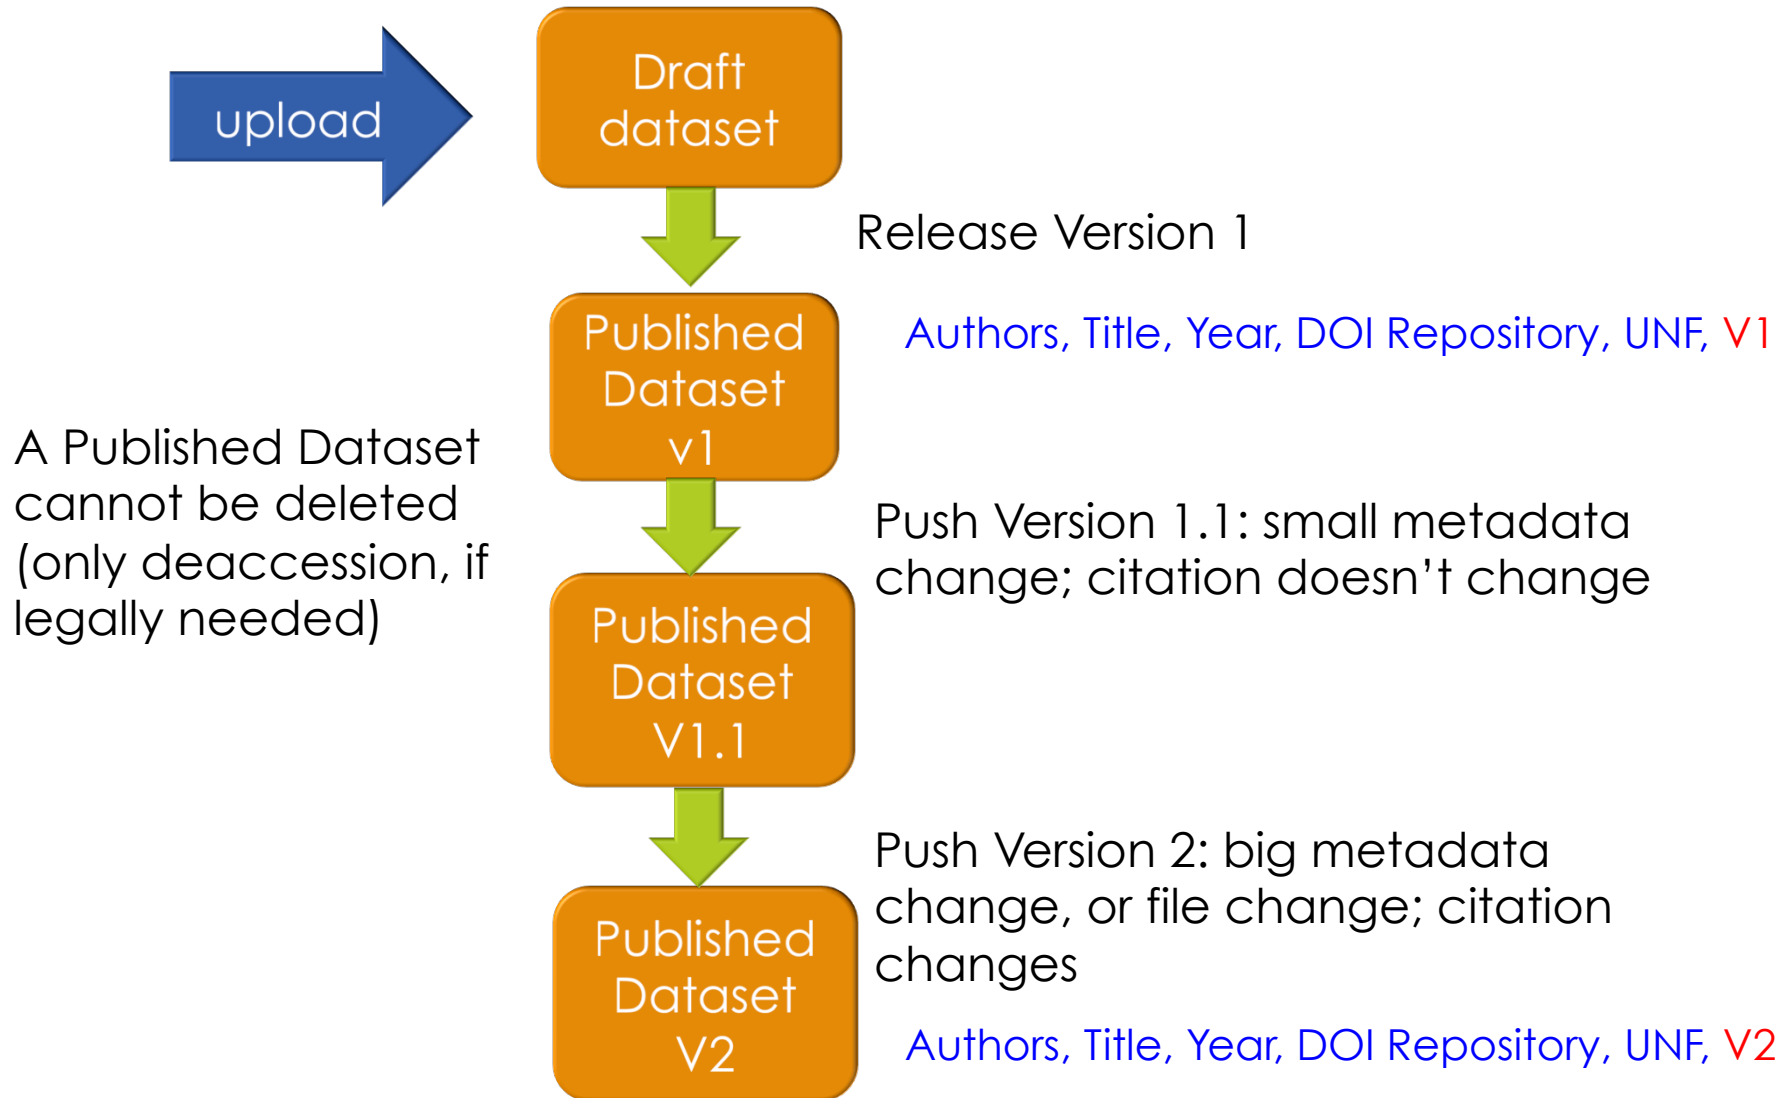 upload
Draft
dataset
Release Version 1
Published
Dataset
v1
Authors, Title, Year, DOI Repository, UNF, V1
A Published Dataset
cannot be deleted
(only deaccession, if
legally needed)
Push Version 1.1: small metadata
change; citation doesn’t change
Published
Dataset
V1.1
Push Version 2: big metadata
change, or file change; citation
changes
Published
Dataset
V2
Authors, Title, Year, DOI Repository, UNF, V2